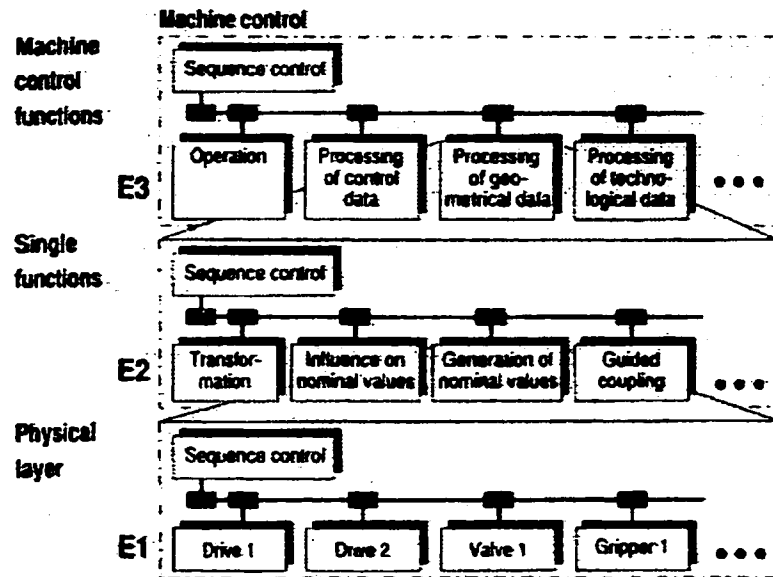 Machine control
Machine
control
functions
Sequence control
Operation
Processing
of control
data
Processing
of geo-
metrical data
Processing
of techno-
logical data
E3
Single
functions
Sequence control
Transfor-
mation
Influence on
nominal values
Generation of
nominal values
Guided
coupling
E2
Physical
layer
Sequence control
E1
Drive 1
Drive 2
Valve 1
Gripper 1